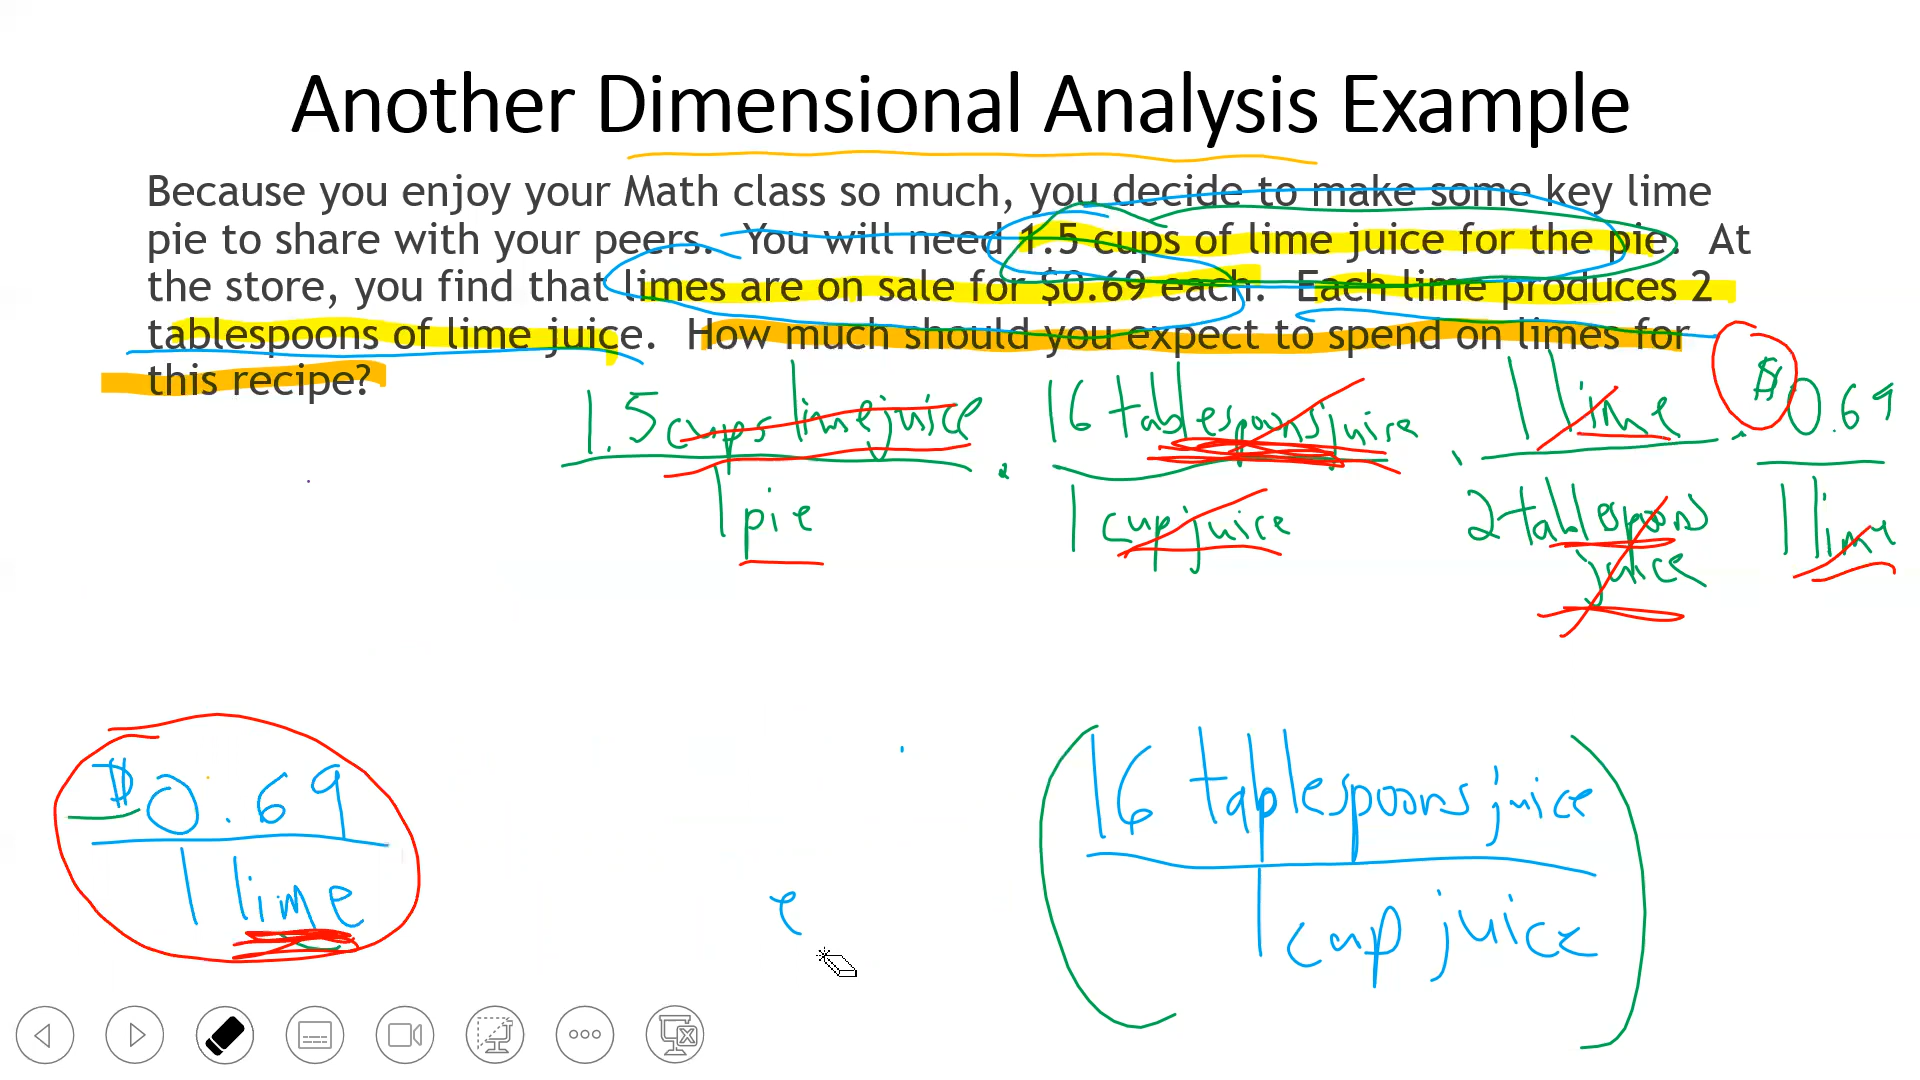 Another Dimensional Analysis Example
Because you enjoy your Math class so much, you decide to make some key lime
pie to share with your peers. You will need 1.5 cups of lime juice for the pie. At
the store, you find that limes are on sale for $0.69 each. Each lime produces 2
tablespoons of lime juice. How much should you expect to spend on limes for
this recipe?
1.5 cups lime juice . 16 tablespoons juice . 1 lime . $0.69
1 pie 1 cup juice 2 tablespoons 1 lime
juice
$0.69 16 tablespoons juice
1 lime e 1 cup juice